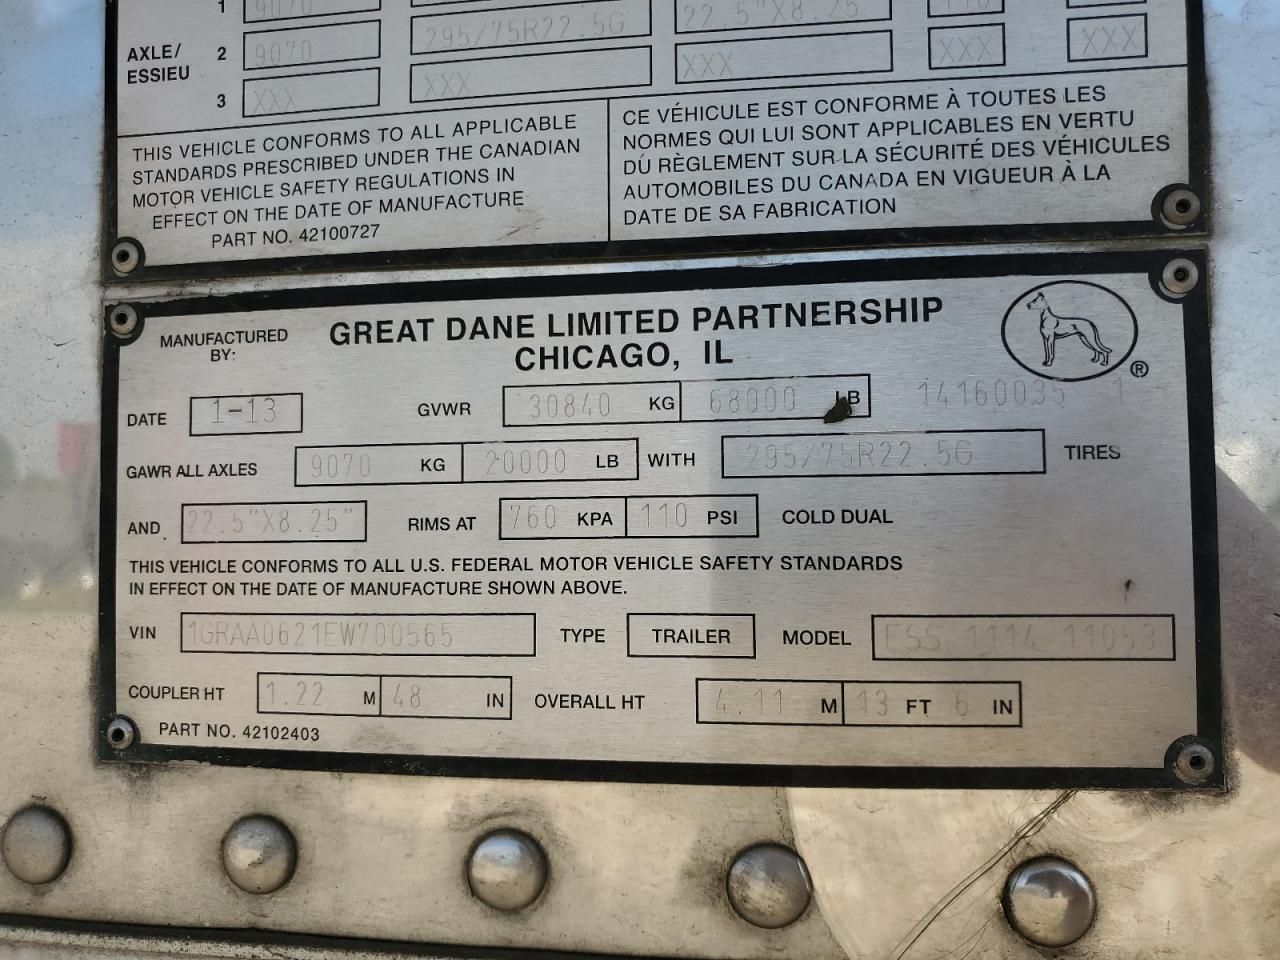 1 9070 295/75R22.5G 22.5"X8.25
AXLE/
ESSIEU
2 9070 XXX XXX XXX XXX
3 XXX
THIS VEHICLE CONFORMS TO ALL APPLICABLE
STANDARDS PRESCRIBED UNDER THE CANADIAN
MOTOR VEHICLE SAFETY REGULATIONS IN
EFFECT ON THE DATE OF MANUFACTURE
PART NO. 42100727
CE VÉHICULE EST CONFORME À TOUTES LES
NORMES QUI LUI SONT APPLICABLES EN VERTU
DÙ RÈGLEMENT SUR LA SÉCURITÉ DES VÉHICULES
AUTOMOBILES DU CANADA EN VIGUEUR À LA
DATE DE SA FABRICATION
MANUFACTURED
BY:
GREAT DANE LIMITED PARTNERSHIP
CHICAGO, IL
®
DATE 1-13 GVWR 30840 KG 68000 LB 14160035 1
GAWR ALL AXLES 9070 KG 20000 LB WITH 295/75R22.5G TIRES
AND 22.5"X8.25" RIMS AT 760 KPA 110 PSI COLD DUAL
THIS VEHICLE CONFORMS TO ALL U.S. FEDERAL MOTOR VEHICLE SAFETY STANDARDS
IN EFFECT ON THE DATE OF MANUFACTURE SHOWN ABOVE.
VIN 1GRAA0621EW700565 TYPE TRAILER MODEL ESS 1114 11053
COUPLER HT 1.22 M 48 IN OVERALL HT 4.11 M 13 FT 6 IN
PART NO. 42102403